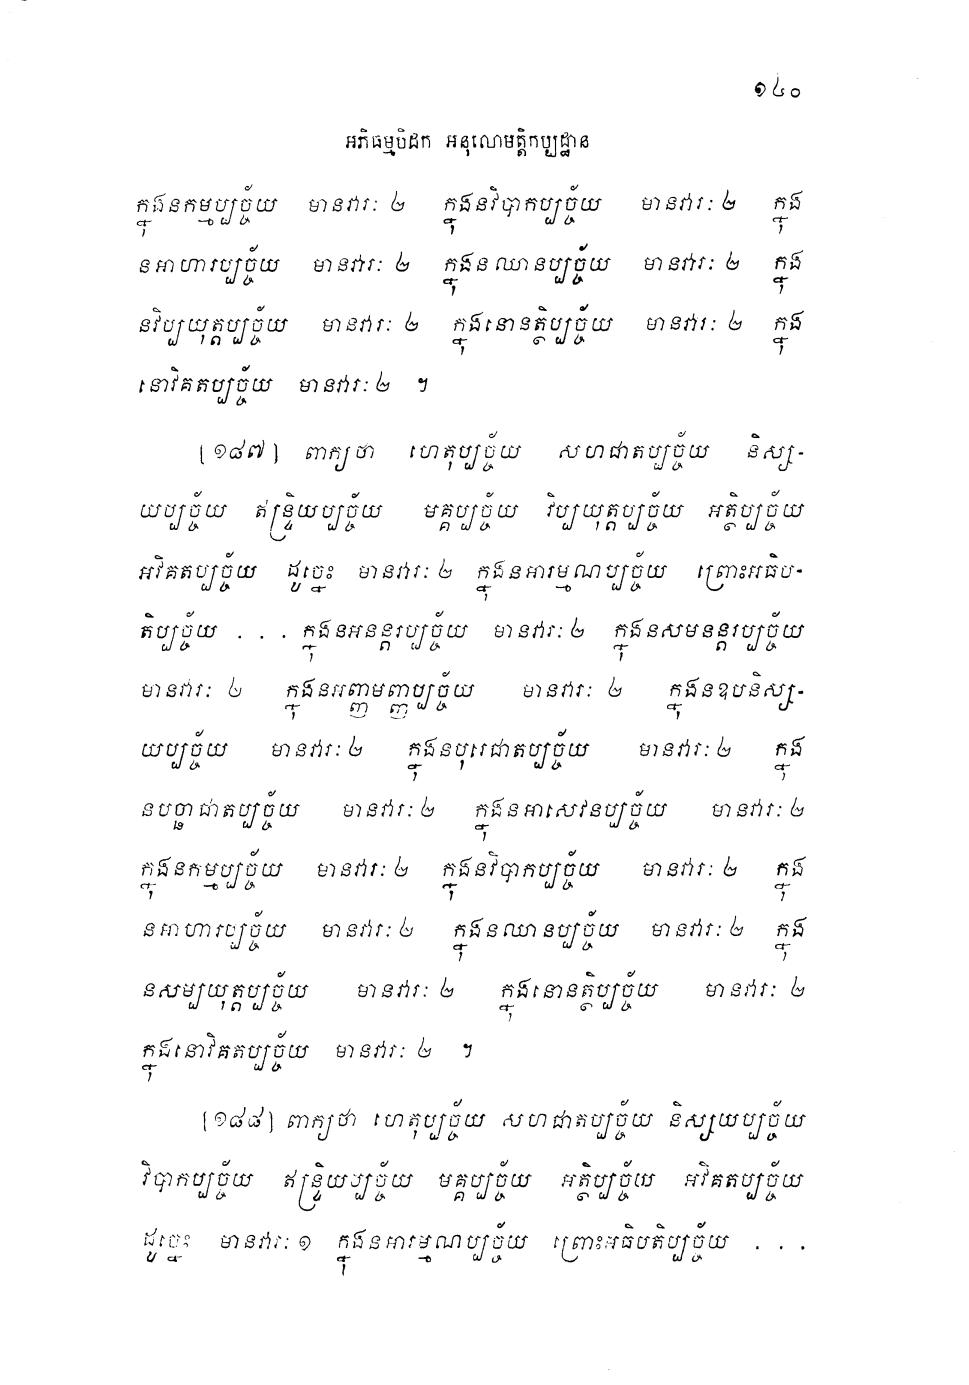 ១៤០
អភិធម្មបិដក អនុលោមត្តិកប្បដ្ឋាន
ក្នុងនកម្មប្បច្ច័យ មានវារៈ ២ ក្នុងនវិបាកប្បច្ច័យ មានវារៈ ២ ក្នុង
នអាហារប្បច្ច័យ មានវារៈ ២ ក្នុងនឈានប្បច្ច័យ មានវារៈ ២ ក្នុង
នវិប្បយុត្តប្បច្ច័យ មានវារៈ ២ ក្នុងនោនត្ថិប្បច្ច័យ មានវារៈ ២ ក្នុង
នោវិគតប្បច្ច័យ មានវារៈ ២ ។
[១៨៧] ពាក្យថា ហេតុប្បច្ច័យ សហជាតប្បច្ច័យ និស្ស-
យប្បច្ច័យ ឥន្ទ្រិយប្បច្ច័យ មគ្គប្បច្ច័យ វិប្បយុត្តប្បច្ច័យ អត្ថិប្បច្ច័យ
អវិគតប្បច្ច័យ ដូច្នេះ មានវារៈ ២ ក្នុងនអារម្មណប្បច្ច័យ ព្រោះអធិប-
តិប្បច្ច័យ . . . ក្នុងនអនន្តរប្បច្ច័យ មានវារៈ ២ ក្នុងនសមនន្តរប្បច្ច័យ
មានវារៈ ២ ក្នុងនអញ្ញាមញ្ញប្បច្ច័យ មានវារៈ ២ ក្នុងនឧបនិស្ស-
យប្បច្ច័យ មានវារៈ ២ ក្នុងនបុរេជាតប្បច្ច័យ មានវារៈ ២ ក្នុង
នបច្ឆាជាតប្បច្ច័យ មានវារៈ ២ ក្នុងនអាសេវនប្បច្ច័យ មានវារៈ ២
ក្នុងនកម្មប្បច្ច័យ មានវារៈ ២ ក្នុងនវិបាកប្បច្ច័យ មានវារៈ ២ ក្នុង
នអាហារប្បច្ច័យ មានវារៈ ២ ក្នុងនឈានប្បច្ច័យ មានវារៈ ២ ក្នុង
នសម្បយុត្តប្បច្ច័យ មានវារៈ ២ ក្នុងនោនត្ថិប្បច្ច័យ មានវារៈ ២
ក្នុងនោវិគតប្បច្ច័យ មានវារៈ ២ ។
[១៨៨] ពាក្យថា ហេតុប្បច្ច័យ សហជាតប្បច្ច័យ និស្សយប្បច្ច័យ
វិបាកប្បច្ច័យ ឥន្ទ្រិយប្បច្ច័យ មគ្គប្បច្ច័យ អត្ថិប្បច្ច័យ អវិគតប្បច្ច័យ
ដូច្នេះ មានវារៈ ១ ក្នុងនអារម្មណប្បច្ច័យ ព្រោះអធិបតិប្បច្ច័យ . . .